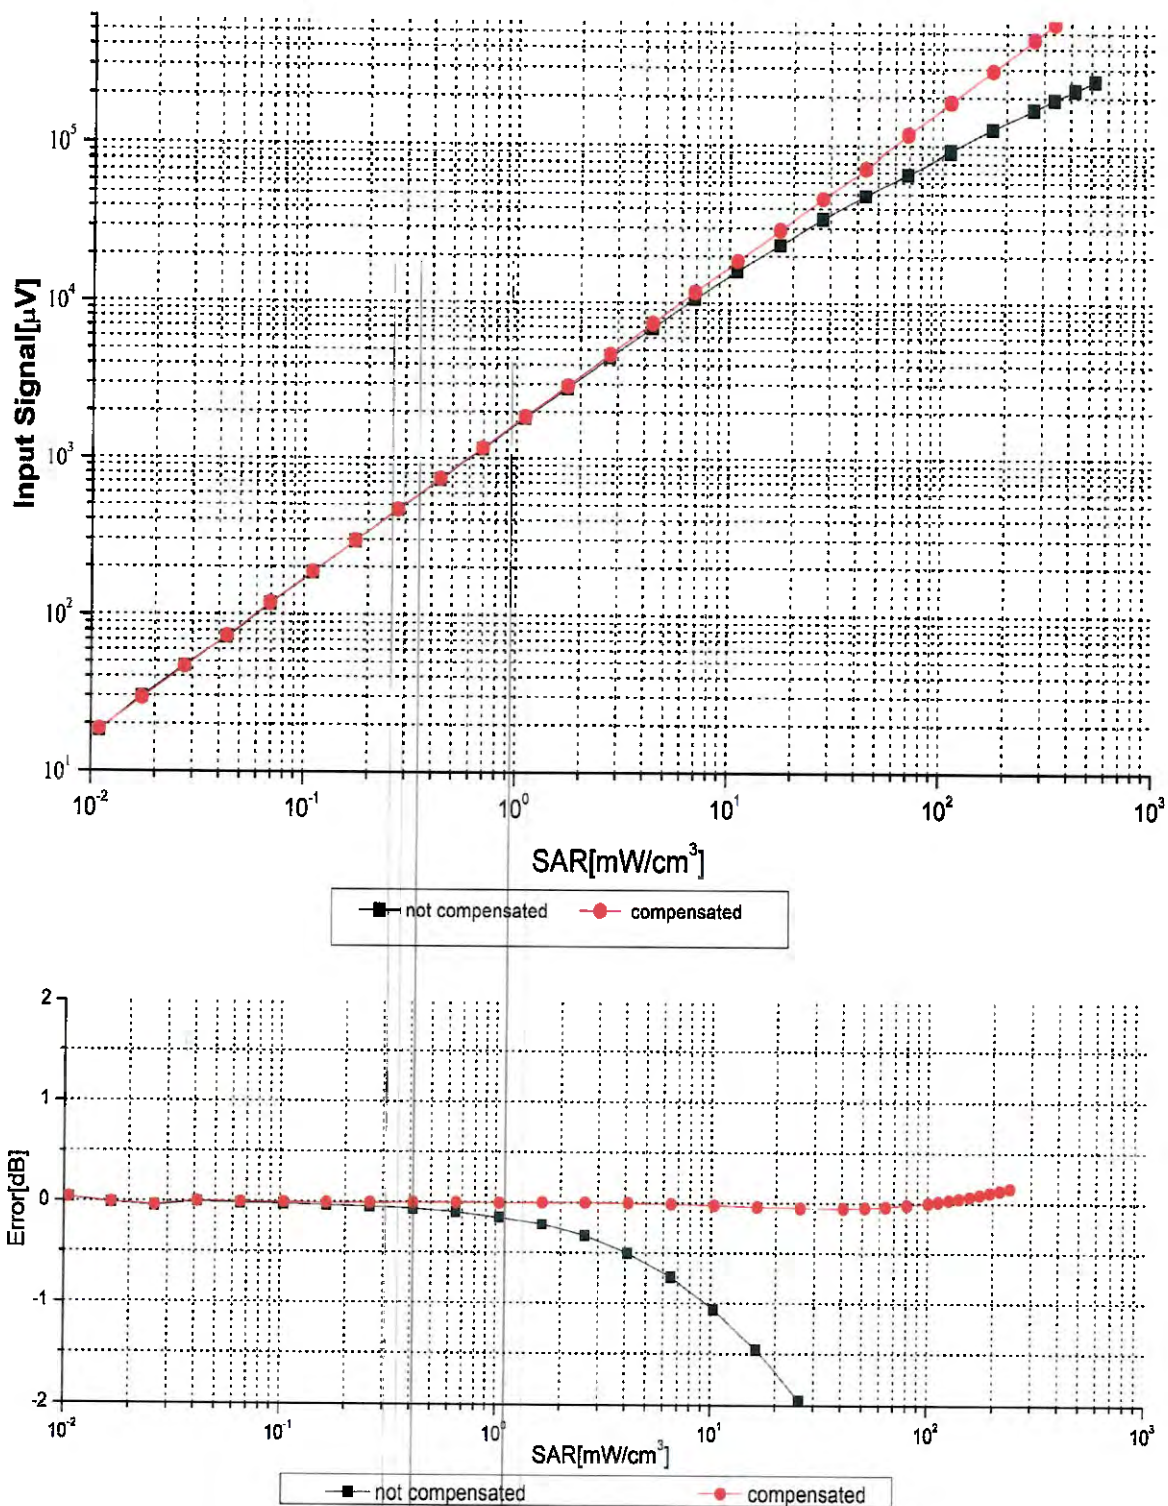 10⁵
10⁴
10³
10²
10¹
Input Signal[µV]
10⁻² 10⁻¹ 10⁰ 10¹ 10² 10³
SAR[mW/cm³]
not compensated compensated
2
1
0
-1
-2
Error[dB]
10⁻² 10⁻¹ 10⁰ 10¹ 10² 10³
SAR[mW/cm³]
not compensated compensated